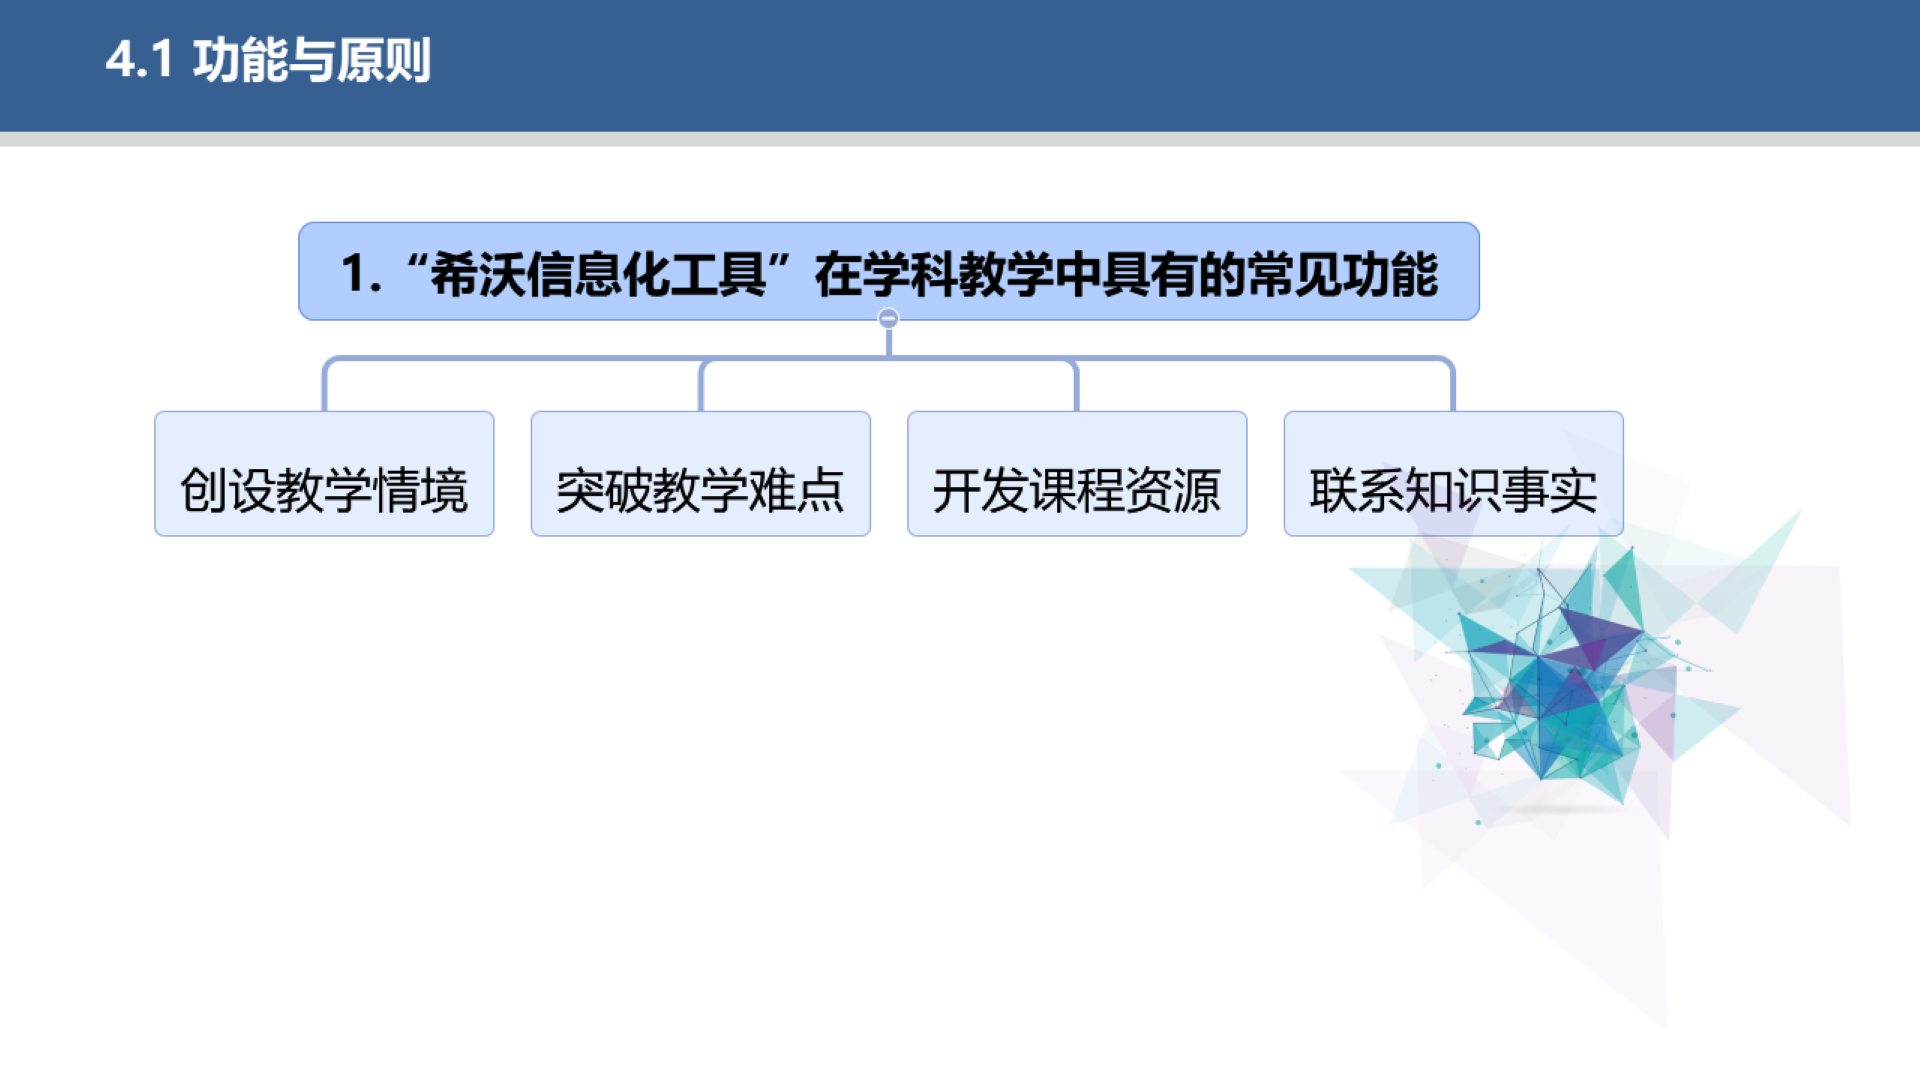 4.1 功能与原则
1.“希沃信息化工具”在学科教学中具有的常见功能
创设教学情境
突破教学难点
开发课程资源
联系知识事实